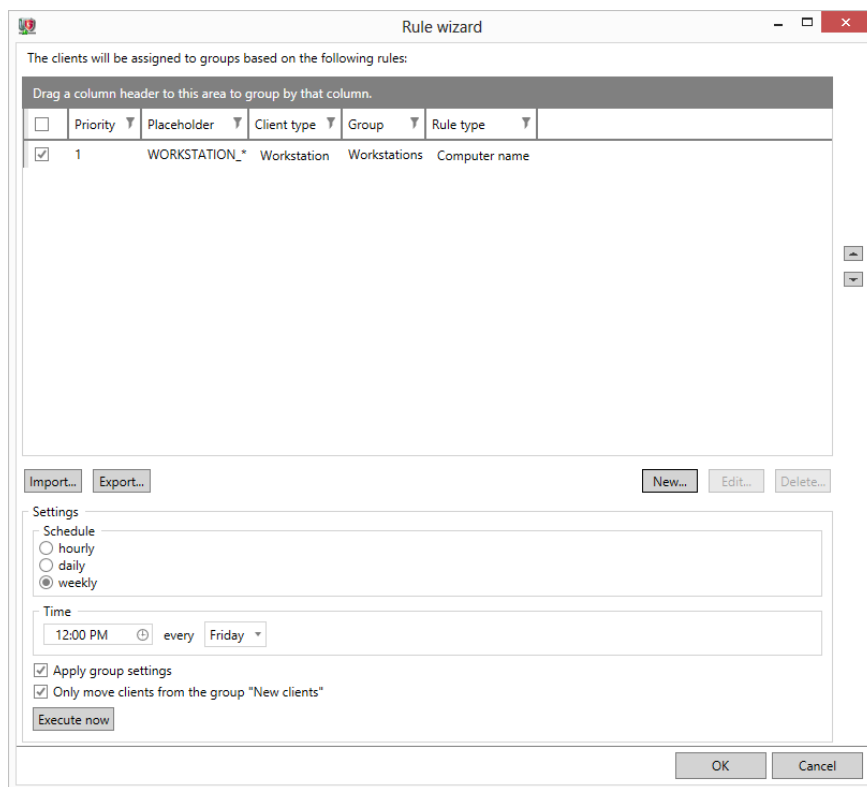 Rule wizard
The clients will be assigned to groups based on the following rules:
Drag a column header to this area to group by that column.
Priority Placeholder Client type Group Rule type
1 WORKSTATION_* Workstation Workstations Computer name
Import... Export... New... Edit... Delete...
Settings
Schedule
hourly
daily
weekly
Time
12:00 PM every Friday
Apply group settings
Only move clients from the group "New clients"
Execute now
OK Cancel